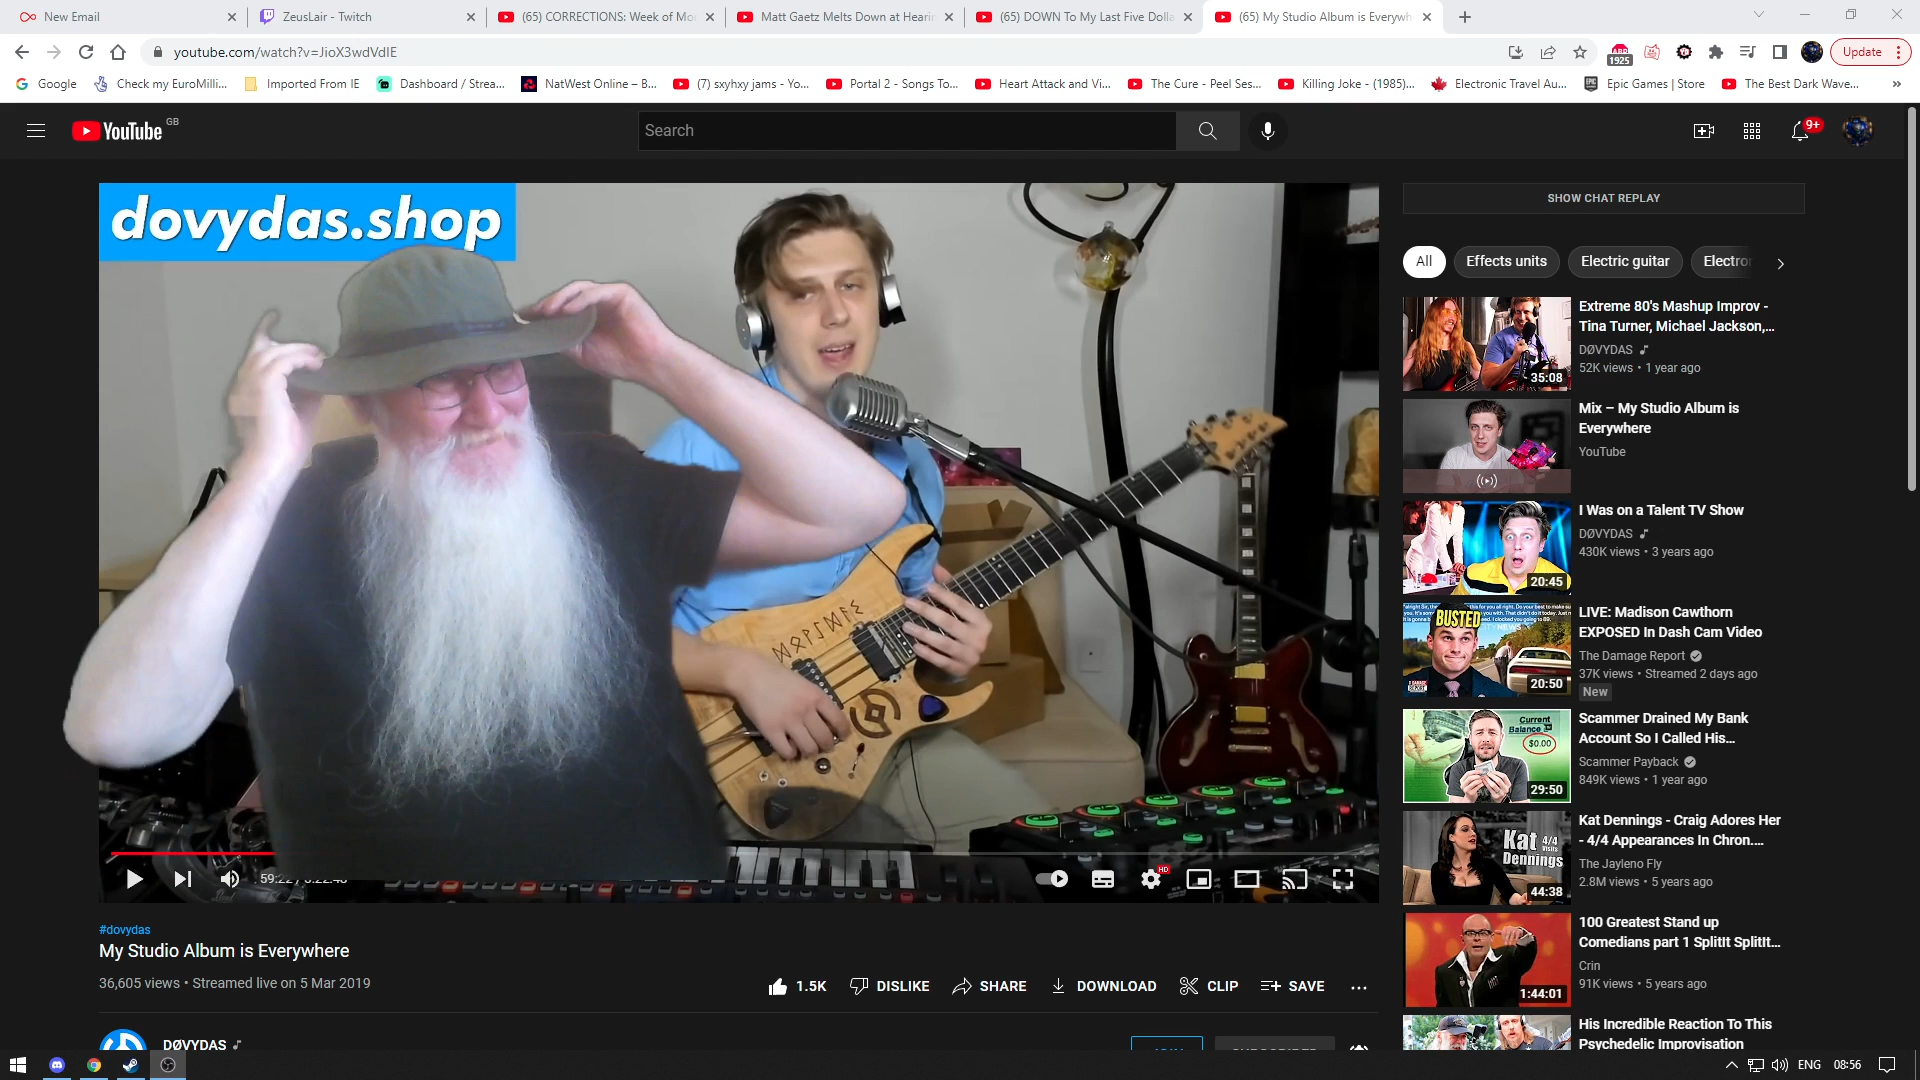 New Email
ZeusLair - Twitch
(65) CORRECTIONS: Week of Mo
Matt Gaetz Melts Down at Heari
(65) DOWN To My Last Five Dolla
(65) My Studio Album is Everywh
youtube.com/watch?v=JioX3wdVdlE
1925
Update
Google
Check my EuroMilli...
Imported From IE
Dashboard / Strea...
NatWest Online – B...
(7) sxyhxy jams - Yo...
Portal 2 - Songs To...
Heart Attack and Vi...
The Cure - Peel Ses...
Killing Joke - (1985)...
Electronic Travel Au...
Epic Games | Store
The Best Dark Wave...
YouTube GB
Search
9+
dovydas.shop
SHOW CHAT REPLAY
All
Effects units
Electric guitar
Electro
Extreme 80's Mashup Improv -
Tina Turner, Michael Jackson,...
DØVYDAS
52K views • 1 year ago
35:08
Mix – My Studio Album is
Everywhere
YouTube
I Was on a Talent TV Show
DØVYDAS
430K views • 3 years ago
20:45
BUSTED
LIVE: Madison Cawthorn
EXPOSED In Dash Cam Video
The Damage Report
37K views • Streamed 2 days ago
New
20:50
Current
Balance
$0.00
Scammer Drained My Bank
Account So I Called His...
Scammer Payback
849K views • 1 year ago
29:50
Kat 4/4
Visits
Dennings
Kat Dennings - Craig Adores Her
- 4/4 Appearances In Chron....
The Jayleno Fly
2.8M views • 5 years ago
44:38
100 Greatest Stand up
Comedians part 1 SplitIt SplitIt...
Crin
91K views • 5 years ago
1:44:01
His Incredible Reaction To This
Psychedelic Improvisation
HD
#dovydas
My Studio Album is Everywhere
36,605 views • Streamed live on 5 Mar 2019
1.5K
DISLIKE
SHARE
DOWNLOAD
CLIP
SAVE
DØVYDAS
ENG
08:56